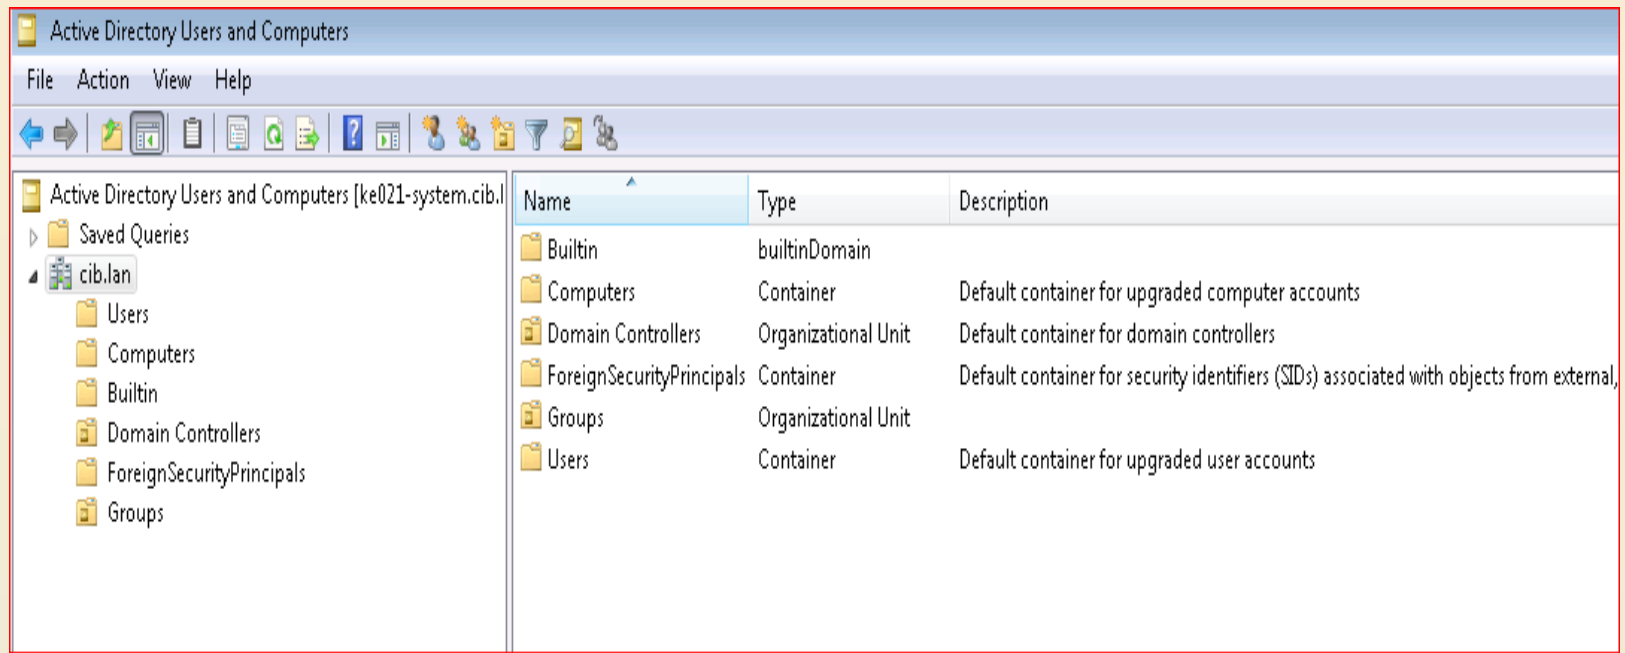 Active Directory Users and Computers
File Action View Help
Active Directory Users and Computers [ke021-system.cib.l
Saved Queries
cib.lan
Users
Computers
Builtin
Domain Controllers
ForeignSecurityPrincipals
Groups
Name Type Description
Builtin builtinDomain
Computers Container Default container for upgraded computer accounts
Domain Controllers Organizational Unit Default container for domain controllers
ForeignSecurityPrincipals Container Default container for security identifiers (SIDs) associated with objects from external,
Groups Organizational Unit
Users Container Default container for upgraded user accounts